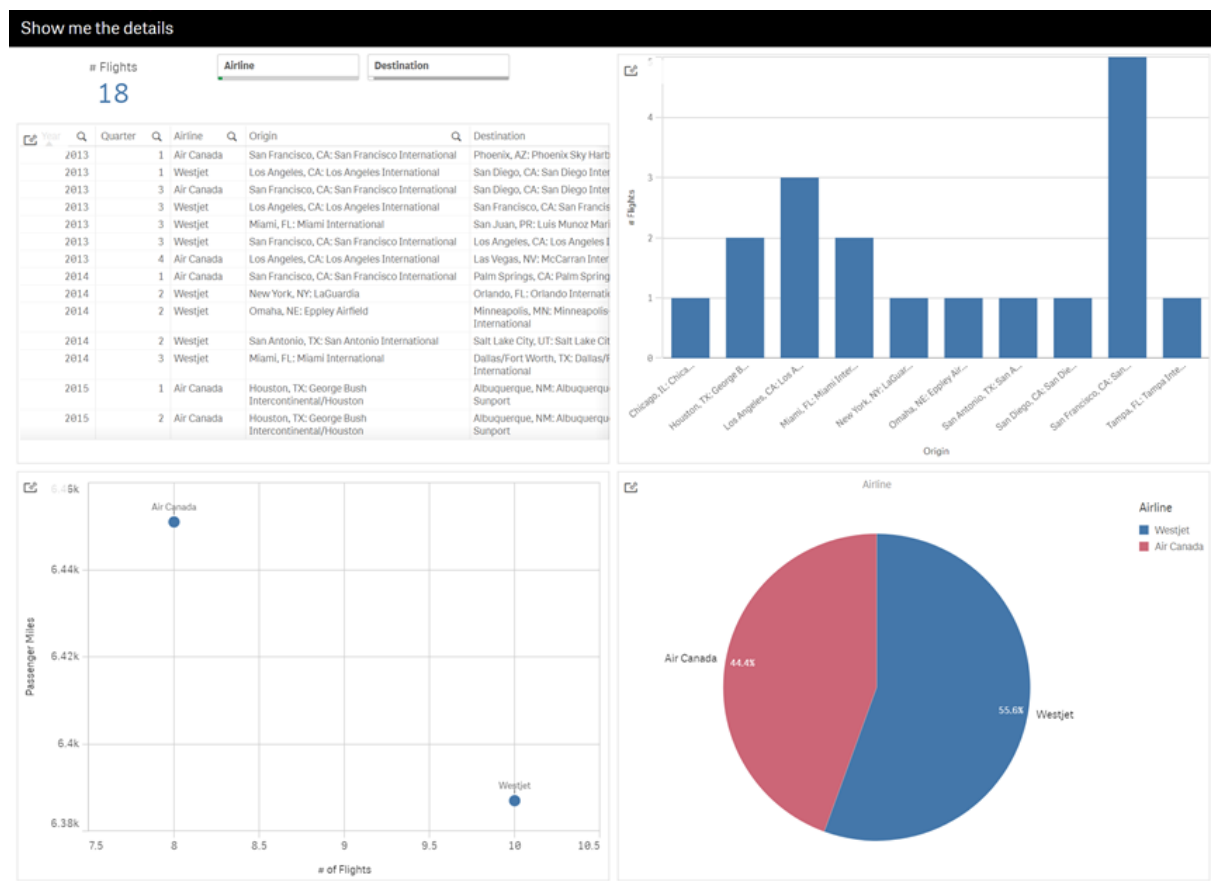 Show me the details
# Flights
18
Airline
Destination
Year Quarter Airline Origin Destination
2013 1 Air Canada San Francisco, CA: San Francisco International Phoenix, AZ: Phoenix Sky Harb
2013 1 Westjet Los Angeles, CA: Los Angeles International San Diego, CA: San Diego Inter
2013 3 Air Canada San Francisco, CA: San Francisco International San Diego, CA: San Diego Inter
2013 3 Westjet Los Angeles, CA: Los Angeles International San Francisco, CA: San Francis
2013 3 Westjet Miami, FL: Miami International San Juan, PR: Luis Munoz Mari
2013 3 Westjet San Francisco, CA: San Francisco International Los Angeles, CA: Los Angeles I
2013 4 Air Canada Los Angeles, CA: Los Angeles International Las Vegas, NV: McCarran Inter
2014 1 Air Canada San Francisco, CA: San Francisco International Palm Springs, CA: Palm Spring
2014 2 Westjet New York, NY: LaGuardia Orlando, FL: Orlando Internati
2014 2 Westjet Omaha, NE: Eppley Airfield Minneapolis, MN: Minneapolis-
International
2014 2 Westjet San Antonio, TX: San Antonio International Salt Lake City, UT: Salt Lake Cit
2014 3 Westjet Miami, FL: Miami International Dallas/Fort Worth, TX: Dallas/F
International
2015 1 Air Canada Houston, TX: George Bush Albuquerque, NM: Albuquerqu
Intercontinental/Houston Sunport
2015 2 Air Canada Houston, TX: George Bush Albuquerque, NM: Albuquerqu
Intercontinental/Houston Sunport
4
3
2
1
0
# Flights
Chicago, IL: Chica...
Houston, TX: George B...
Los Angeles, CA: Los A...
Miami, FL: Miami Inter...
New York, NY: LaGuar...
Omaha, NE: Eppley Air...
San Antonio, TX: San A...
San Diego, CA: San Die...
San Francisco, CA: San...
Tampa, FL: Tampa Inte...
Origin
6.46k
6.44k
6.42k
6.4k
6.38k
Passenger Miles
Air Canada
Westjet
7.5 8 8.5 9 9.5 10 10.5
# of Flights
Airline
Airline
Westjet
Air Canada
Air Canada
44.4%
55.6%
Westjet